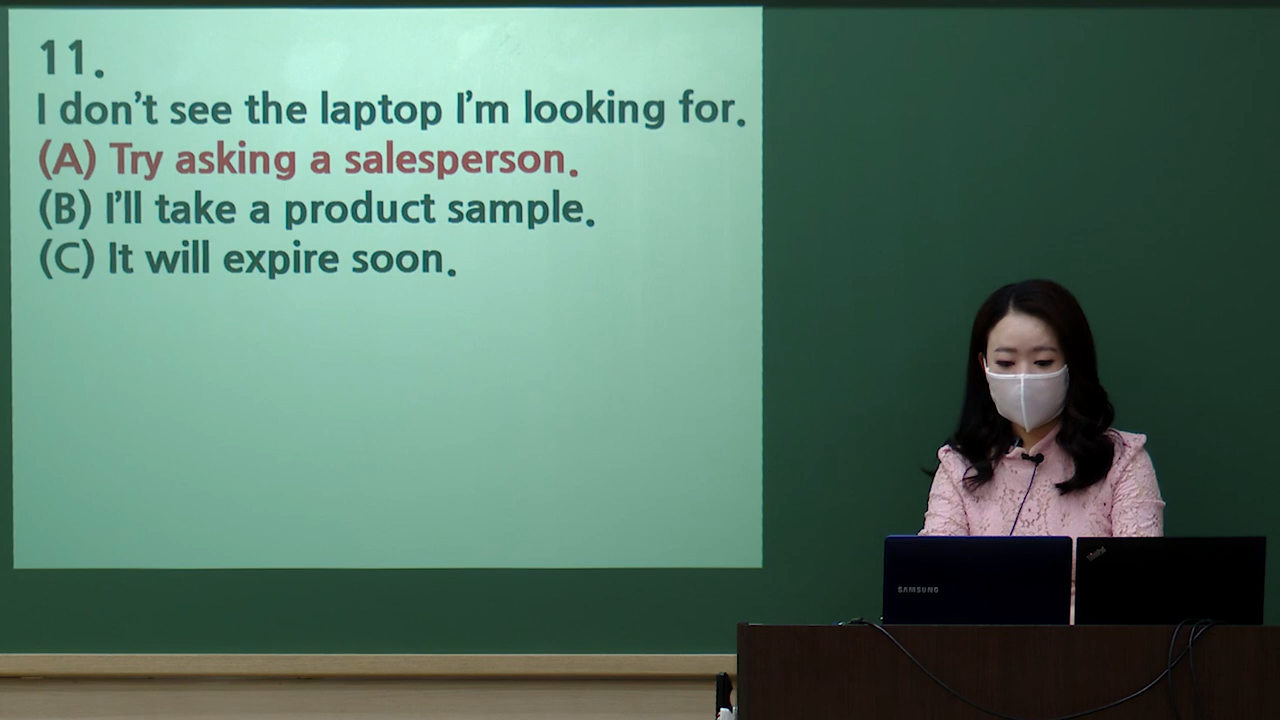 11.
I don't see the laptop I'm looking for.
(A) Try asking a salesperson.
(B) I'll take a product sample.
(C) It will expire soon.
SAMSUNG
ThinkPad